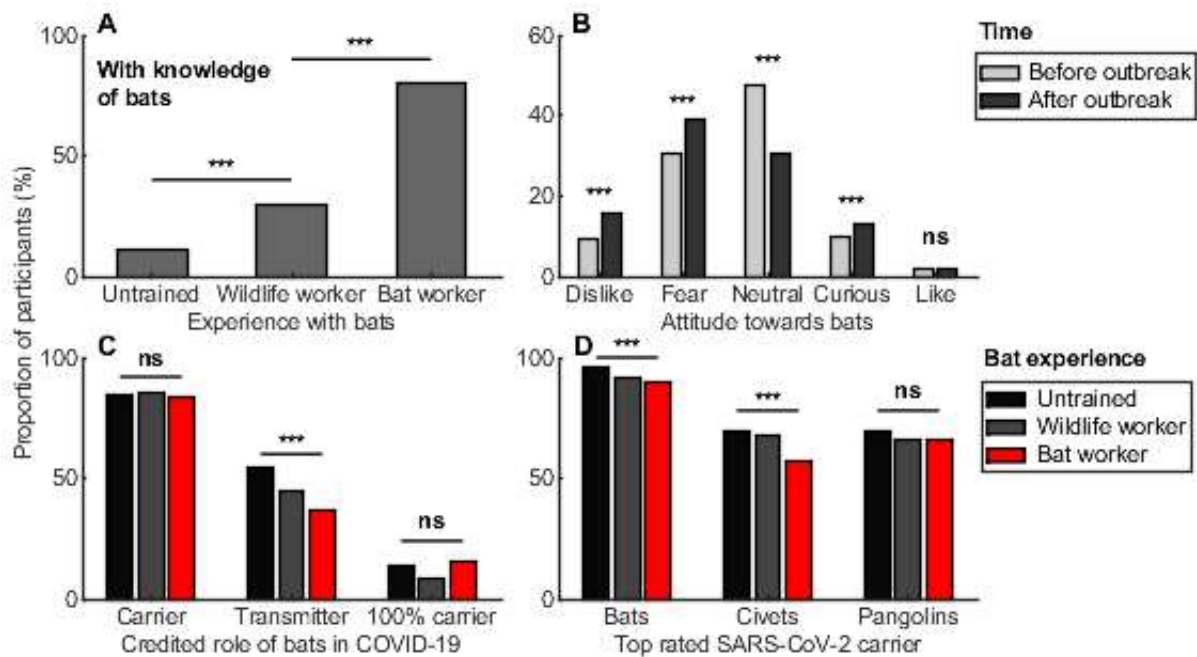 A
100
50
0
With knowledge
of bats
***
***
Untrained
Wildlife worker
Bat worker
Experience with bats
B
60
40
20
0
***
***
***
***
ns
Dislike
Fear
Neutral
Curious
Like
Attitude towards bats
Time
Before outbreak
After outbreak
Proportion of participants (%)
C
100
50
0
ns
***
ns
Carrier
Transmitter
100% carrier
Credited role of bats in COVID-19
D
100
50
0
***
***
ns
Bats
Civets
Pangolins
Top rated SARS-CoV-2 carrier
Bat experience
Untrained
Wildlife worker
Bat worker